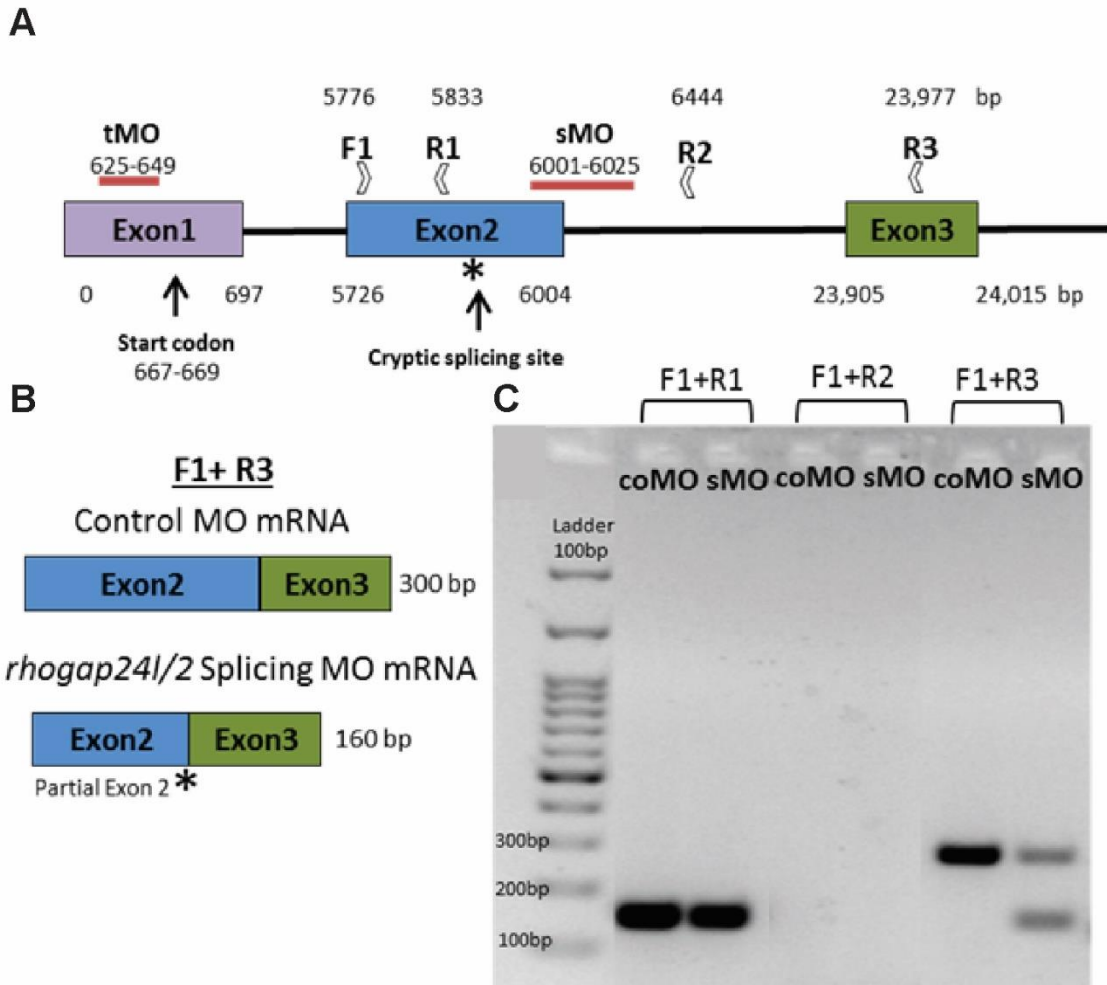 A
5776 5833 6444 23,977 bp
tMO F1 R1 sMO R2 R3
625-649 6001-6025
Exon1 Exon2 Exon3
*
0 697 5726 6004 23,905 24,015 bp
Start codon
667-669
Cryptic splicing site
B
F1+ R3
Control MO mRNA
Exon2 Exon3 300 bp
rhogap24l/2 Splicing MO mRNA
Exon2 Exon3 160 bp
Partial Exon 2 *
C
F1+R1 F1+R2 F1+R3
coMO sMO coMO sMO coMO sMO
Ladder
100bp
300bp
200bp
100bp